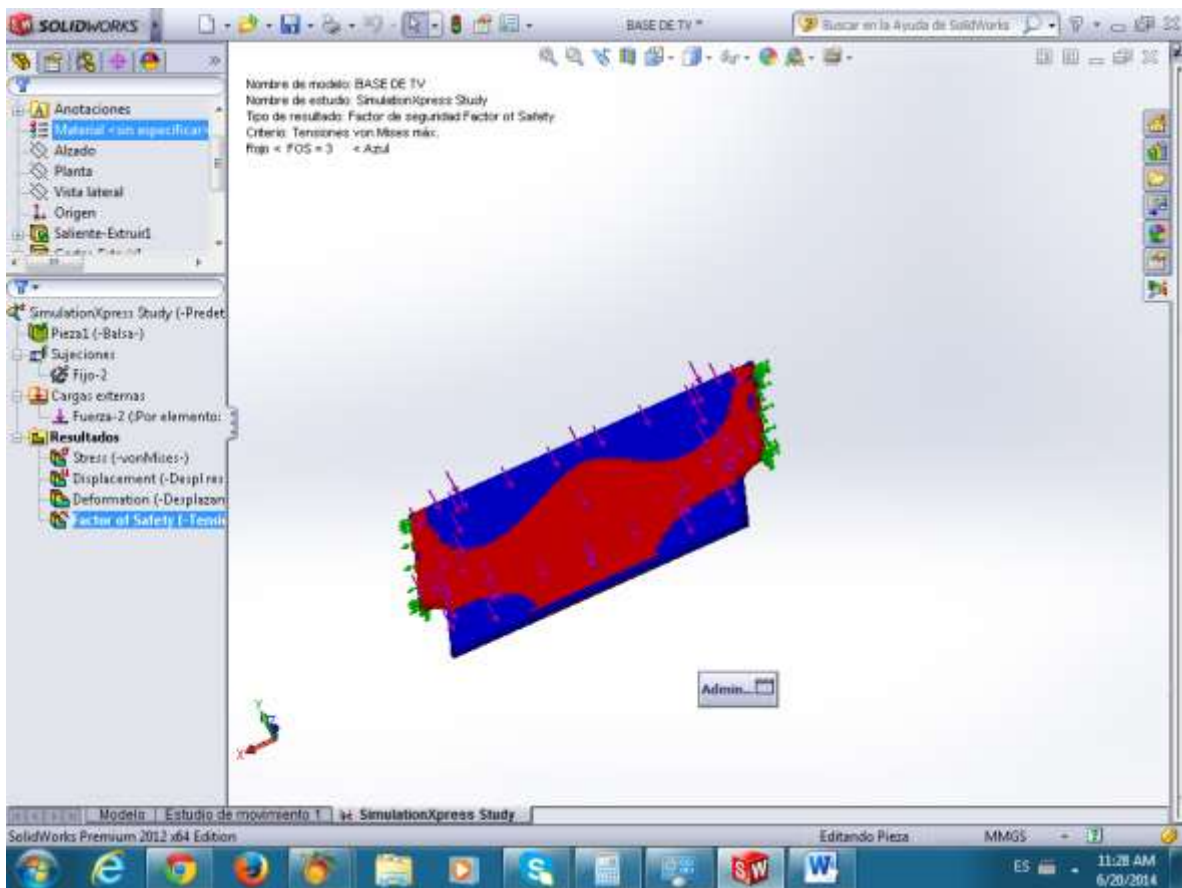 SOLIDWORKS
BASE DE TV *
Buscar en la Ayuda de SolidWorks
Nombre de modelo: BASE DE TV
Nombre de estudio: SimulationXpress Study
Tipo de resultado: Factor de seguridad Factor of Safety
Criterio: Tensiones von Mises máx.
Rojo < FOS = 3 < Azul
Anotaciones
Material <sin especificar>
Alzado
Planta
Vista lateral
Origen
Saliente-Extruir1
SimulationXpress Study (-Predet
Pieza1 (-Balsa-)
Sujeciones
Fijo-2
Cargas externas
Fuerza-2 (:Por elemento:
Resultados
Stress (-vonMises-)
Displacement (-Despl res
Deformation (-Desplazan
Factor of Safety (-Tensio
Admin...
Y
X
Modelo
Estudio de movimiento 1
SimulationXpress Study
SolidWorks Premium 2012 x64 Edition
Editando Pieza
MMGS
ES
11:28 AM
6/20/2014